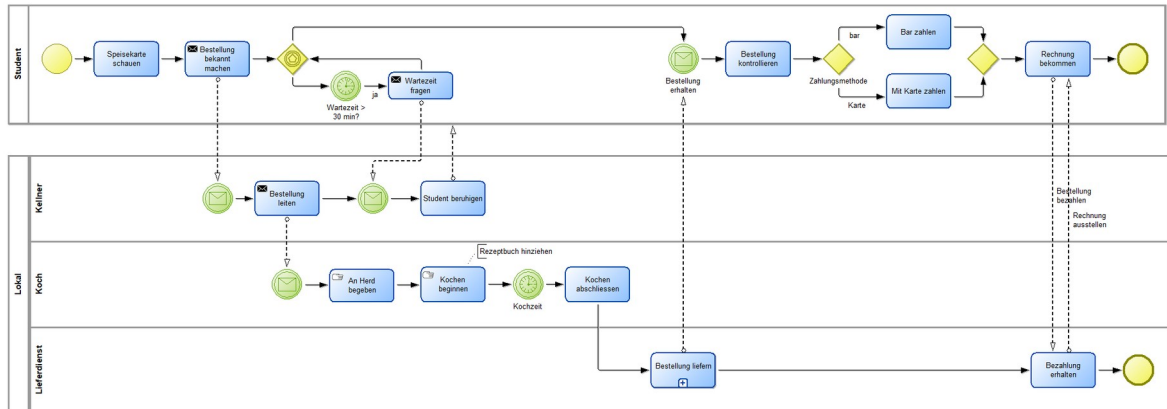 Student
Speisekarte
schauen
Bestellung
bekannt
machen
Wartezeit >
30 min?
ja
Wartezeit
fragen
Bestellung
erhalten
Bestellung
kontrollieren
bar
Zahlungsmethode
Karte
Bar zahlen
Mit Karte zahlen
Rechnung
bekommen
Lokal
Kellner
Bestellung
leiten
Student beruhigen
Bestellung
bezahlen
Rechnung
ausstellen
Koch
An Herd
begeben
Kochen
beginnen
Rezeptbuch hinziehen
Kochzeit
Kochen
abschliessen
Lieferdienst
Bestellung liefern
Bezahlung
erhalten